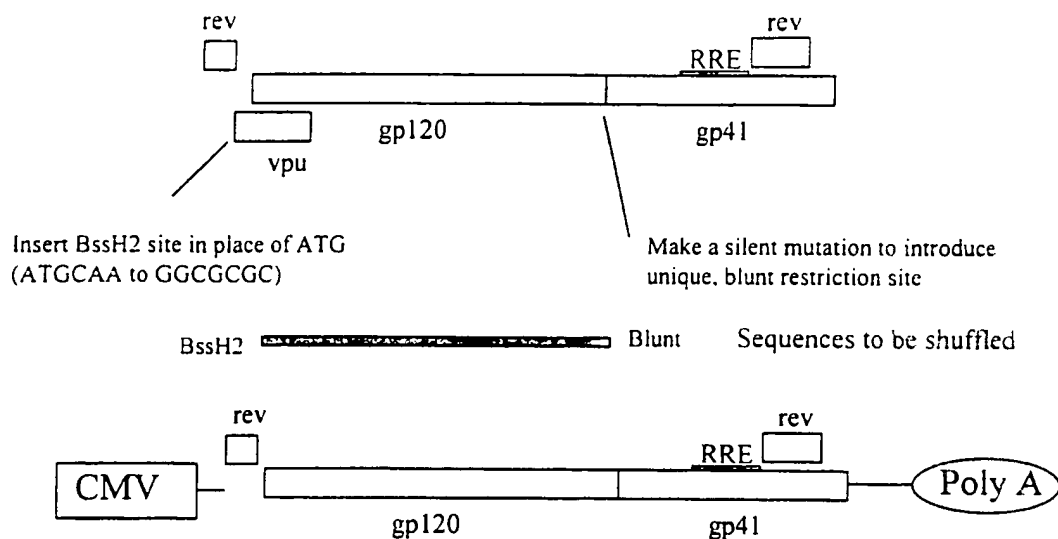 rev
rev
RRE
gp120
gp41
vpu
Insert BssH2 site in place of ATG
(ATGCAA to GGCGCGC)
Make a silent mutation to introduce
unique, blunt restriction site
BssH2
Blunt
Sequences to be shuffled
rev
rev
RRE
CMV
Poly A
gp120
gp41